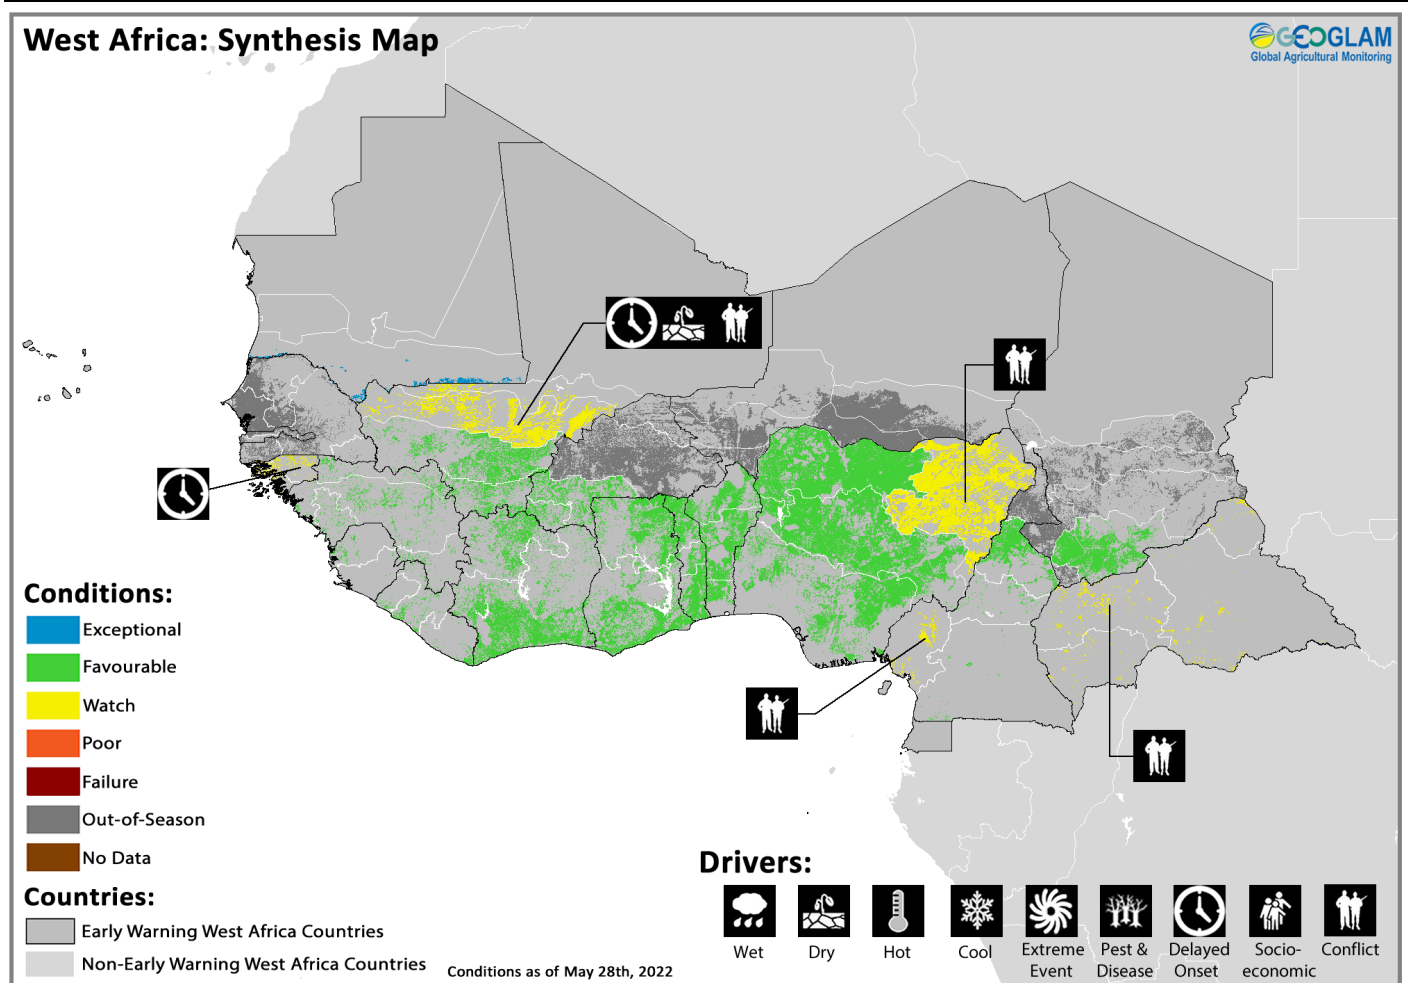 West Africa: Synthesis Map
GEOGLAM
Global Agricultural Monitoring
Conditions:
Exceptional
Favourable
Watch
Poor
Failure
Out-of-Season
No Data
Countries:
Early Warning West Africa Countries
Non-Early Warning West Africa Countries
Conditions as of May 28th, 2022
Drivers:
Wet
Dry
Hot
Cool
Extreme
Event
Pest &
Disease
Delayed
Onset
Socio-
economic
Conflict